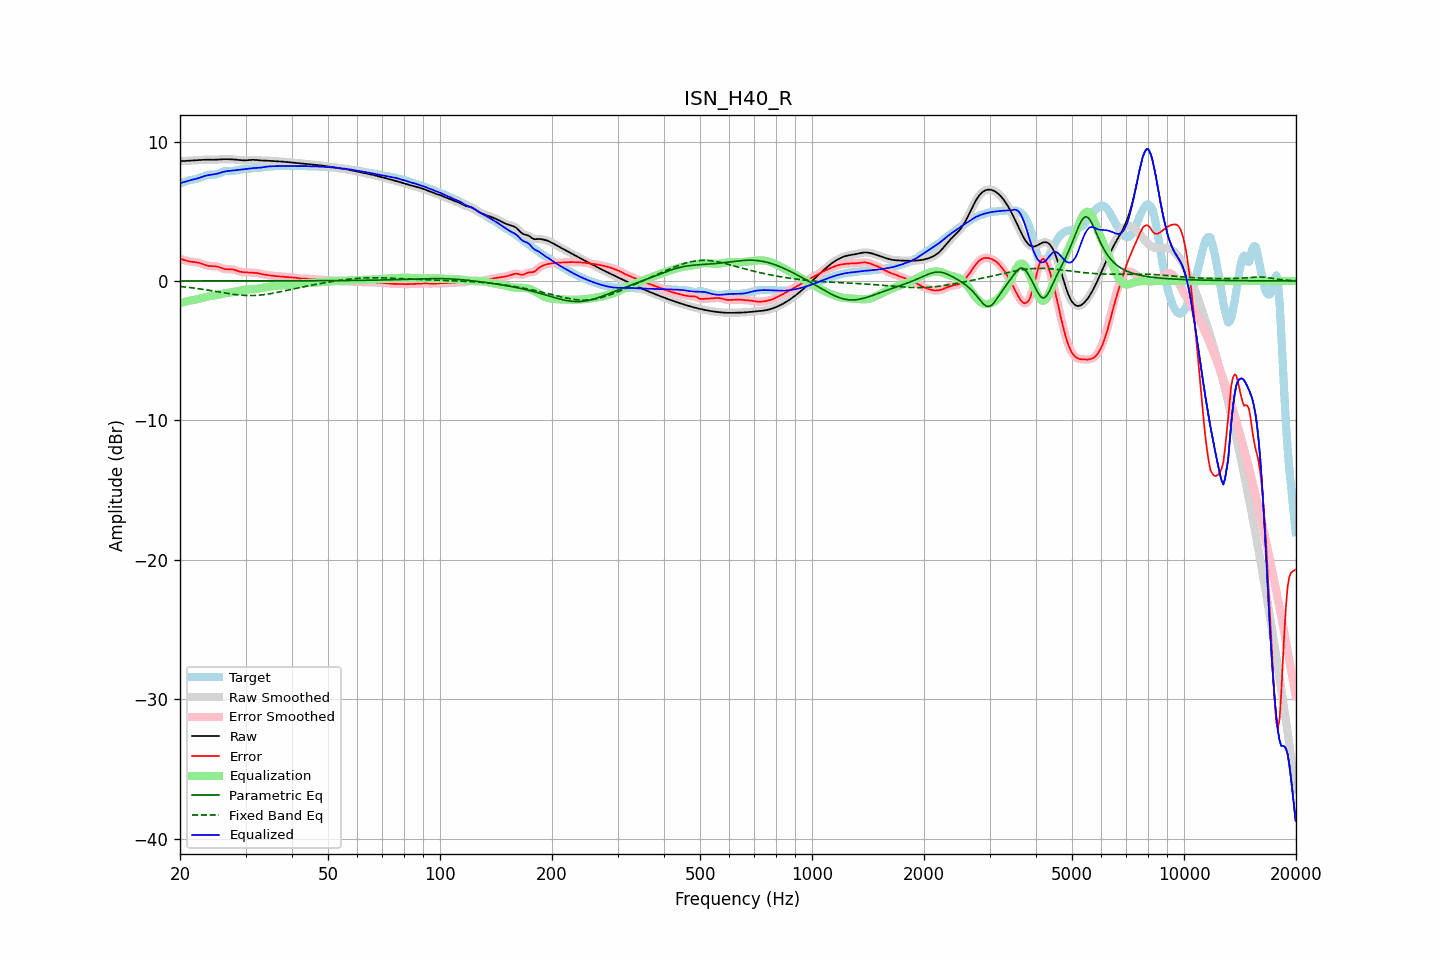 ISN_H40_R
Amplitude (dBr)
10
0
−10
−20
−30
−40
Target
Raw Smoothed
Error Smoothed
Raw
Error
Equalization
Parametric Eq
Fixed Band Eq
Equalized
20 50 100 200 500 1000 2000 5000 10000 20000
Frequency (Hz)